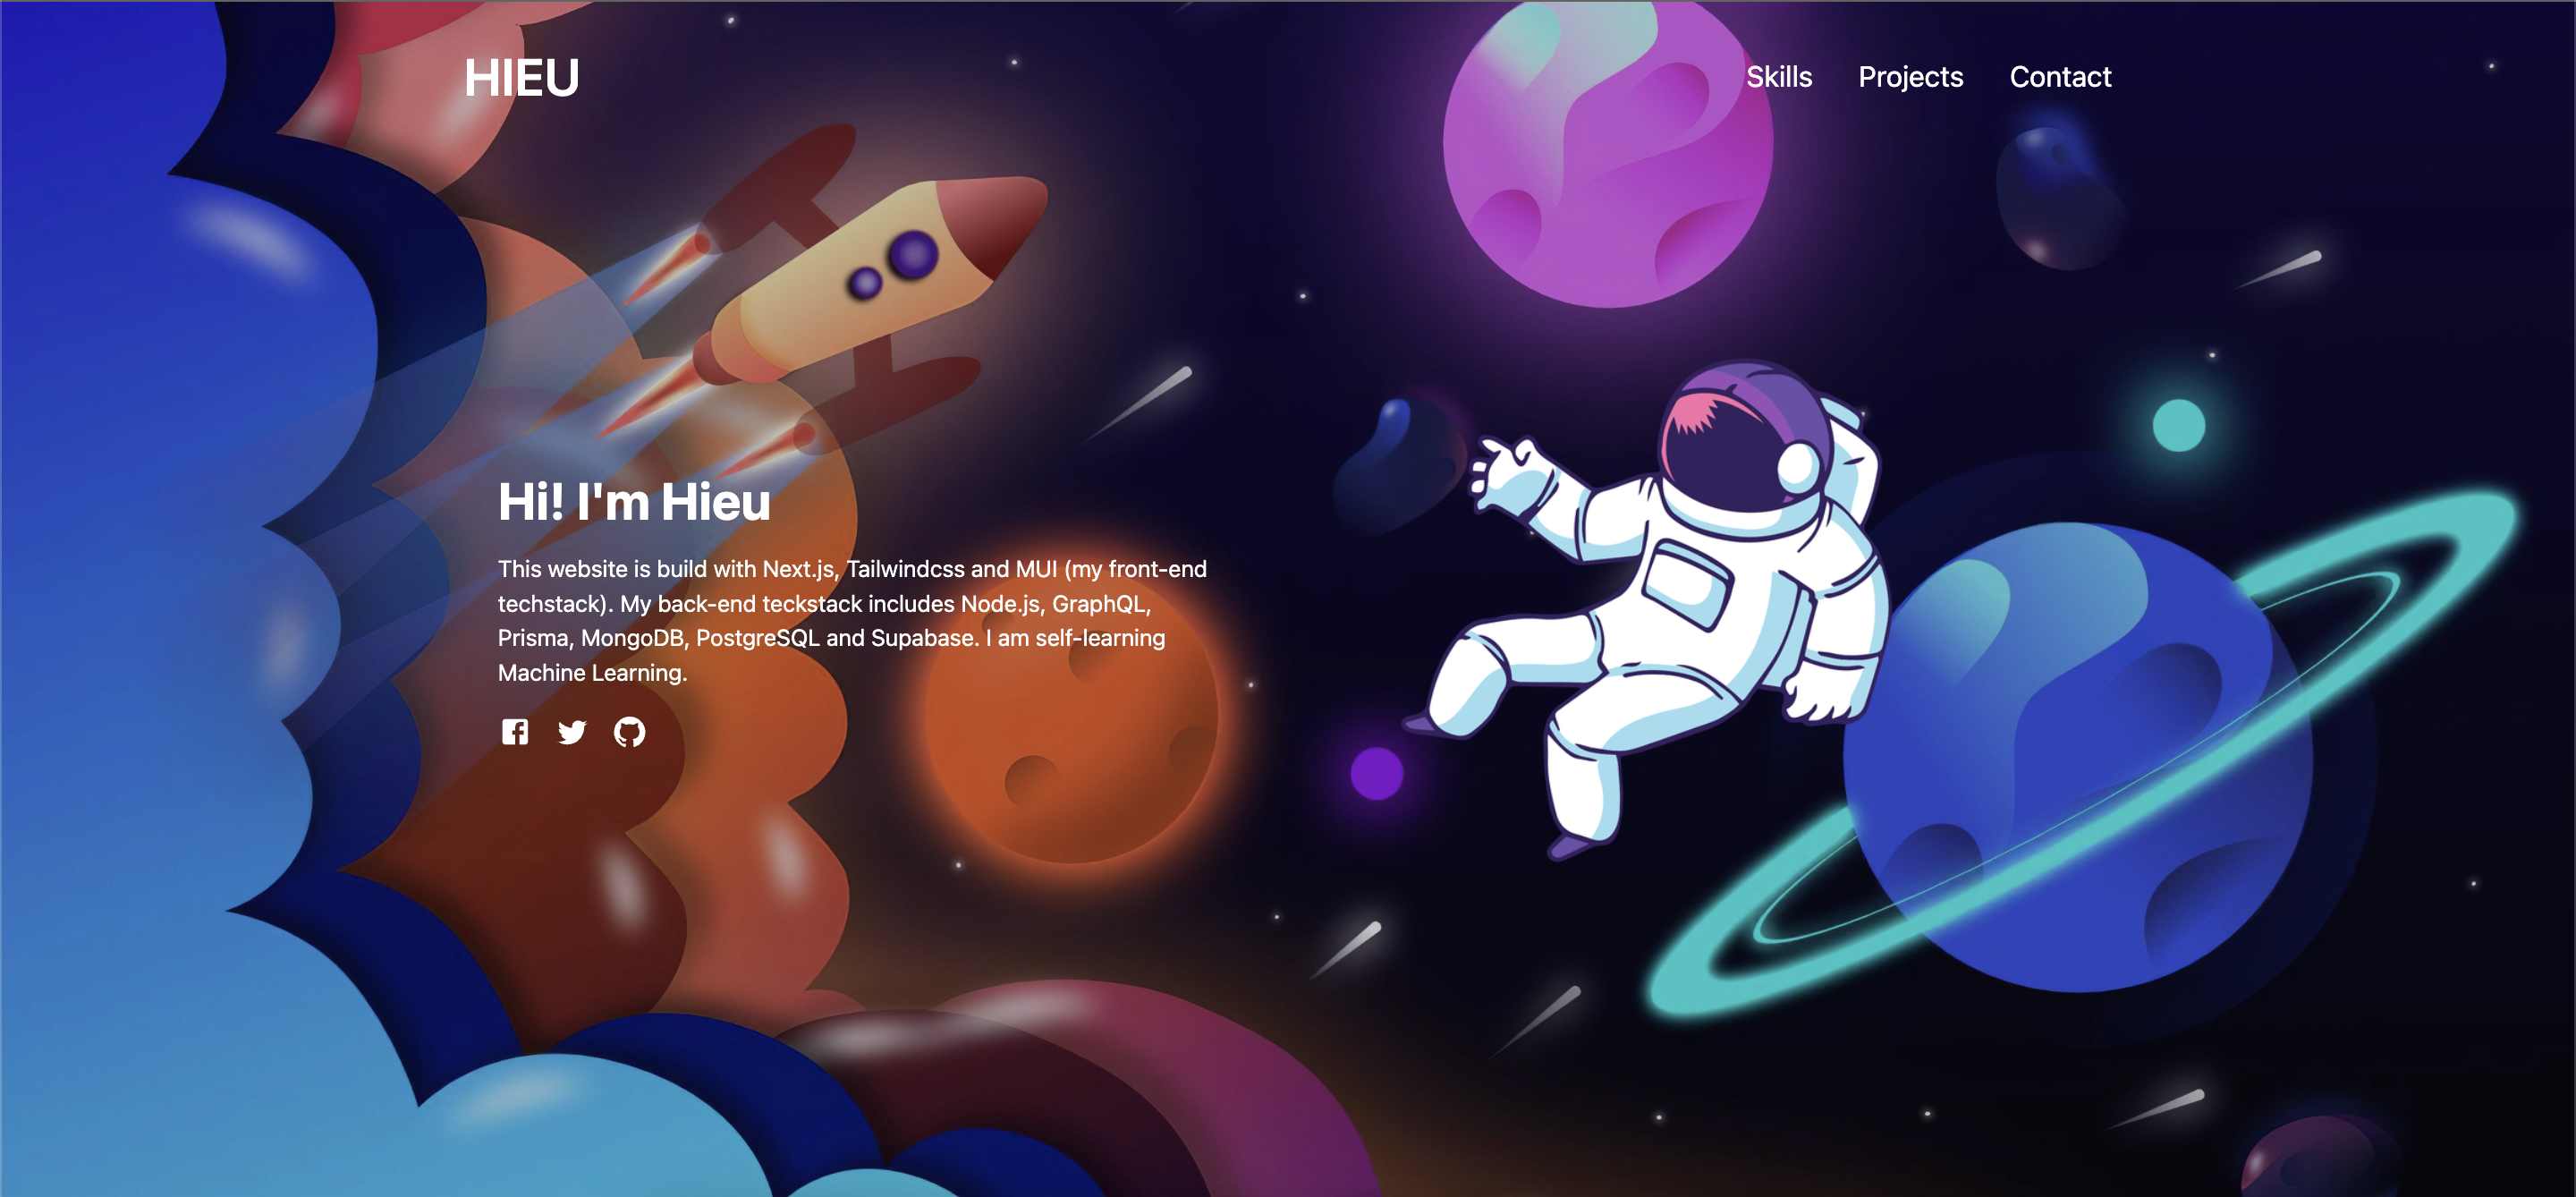 HIEU
Skills Projects Contact
Hi! I'm Hieu
This website is build with Next.js, Tailwindcss and MUI (my front-end
techstack). My back-end teckstack includes Node.js, GraphQL,
Prisma, MongoDB, PostgreSQL and Supabase. I am self-learning
Machine Learning.